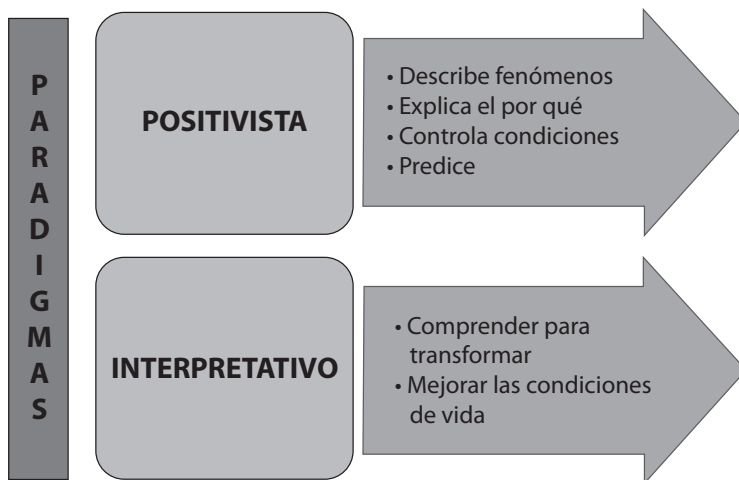 PARADIGMAS
POSITIVISTA
• Describe fenómenos
• Explica el por qué
• Controla condiciones
• Predice
INTERPRETATIVO
• Comprender para
transformar
• Mejorar las condiciones
de vida